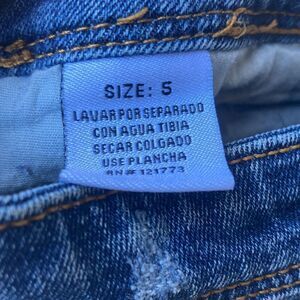 SIZE: 5
LAVAR POR SEPARADO
CON AGUA TIBIA
SECAR COLGADO
USE PLANCHA
RN# 121773